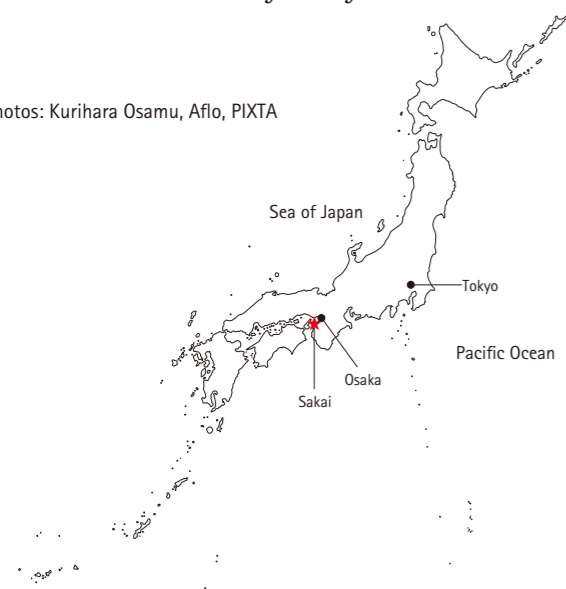 hotos: Kurihara Osamu, Aflo, PIXTA
Sea of Japan
Tokyo
Pacific Ocean
Osaka
Sakai